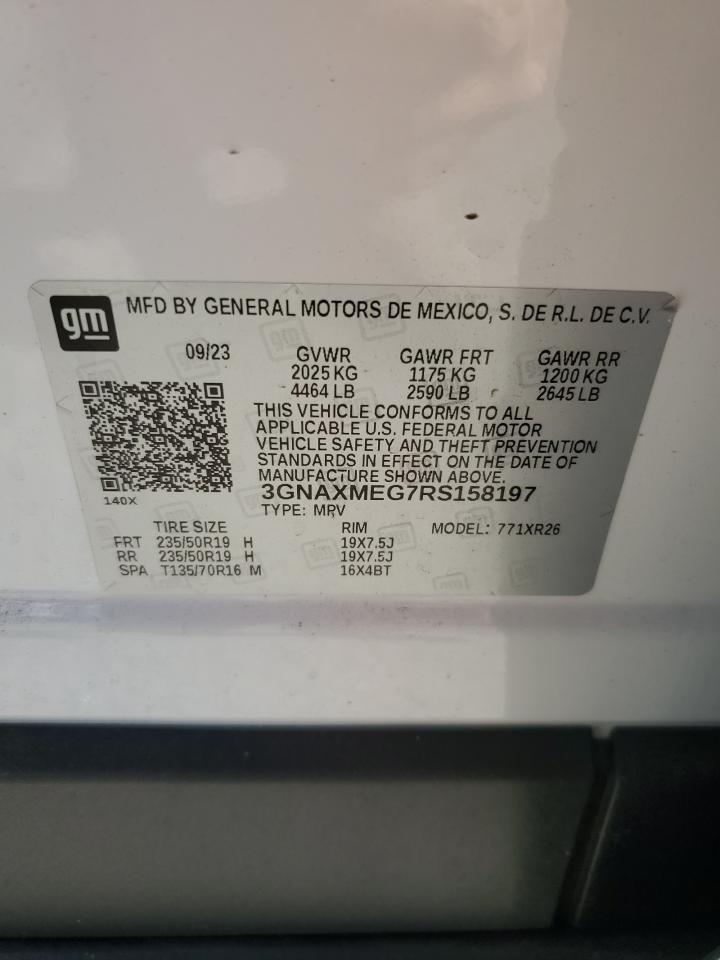 gm
MFD BY GENERAL MOTORS DE MEXICO, S. DE R.L. DE C.V.
09/23 GVWR GAWR FRT GAWR RR
2025 KG 1175 KG 1200 KG
4464 LB 2590 LB 2645 LB
THIS VEHICLE CONFORMS TO ALL
APPLICABLE U.S. FEDERAL MOTOR
VEHICLE SAFETY AND THEFT PREVENTION
STANDARDS IN EFFECT ON THE DATE OF
MANUFACTURE SHOWN ABOVE.
140X
3GNAXMEG7RS158197
TYPE: MPV
TIRE SIZE RIM MODEL: 771XR26
FRT 235/50R19 H 19X7.5J
RR 235/50R19 H 19X7.5J
SPA T135/70R16 M 16X4BT